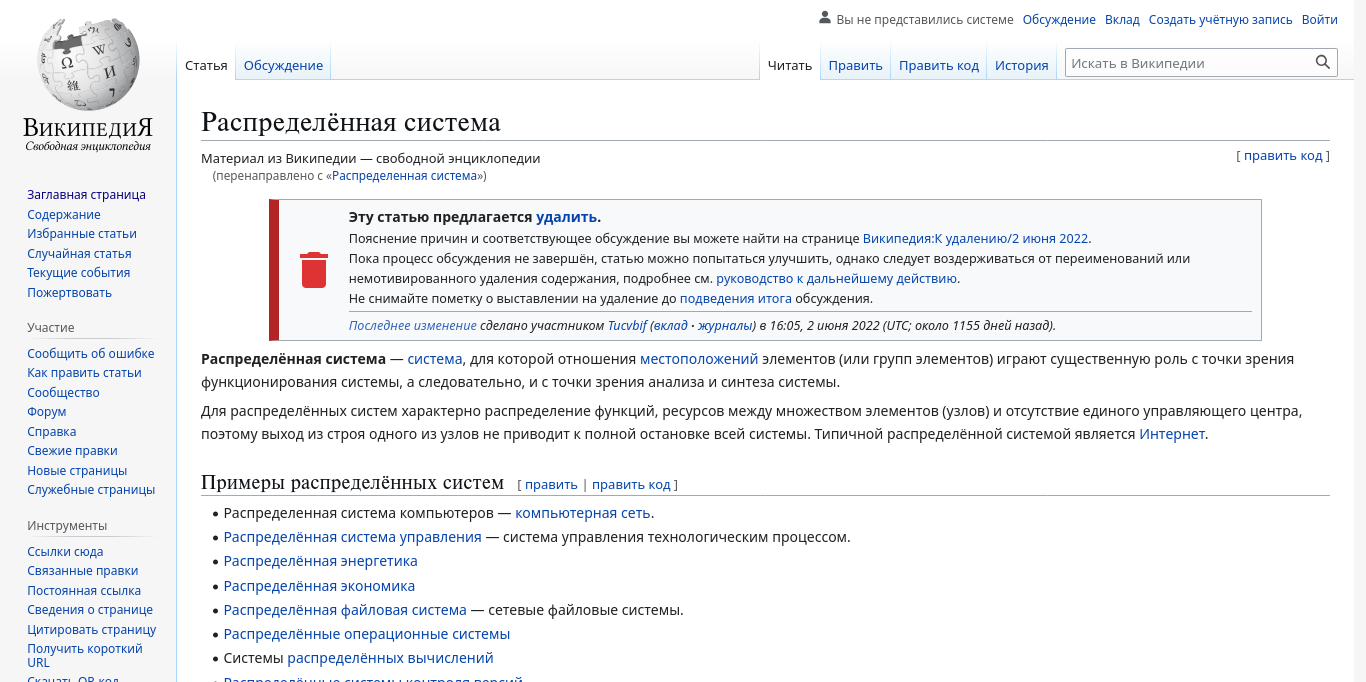 Вы не представились системе Обсуждение Вклад Создать учётную запись Войти
Статья Обсуждение Читать Править Править код История Искать в Википедии
ВикипедиЯ
Свободная энциклопедия
Заглавная страница
Содержание
Избранные статьи
Случайная статья
Текущие события
Пожертвовать
Участие
Сообщить об ошибке
Как править статьи
Сообщество
Форум
Справка
Свежие правки
Новые страницы
Служебные страницы
Инструменты
Ссылки сюда
Связанные правки
Постоянная ссылка
Сведения о странице
Цитировать страницу
Получить короткий
URL
Скачать QR-код
Распределённая система
Материал из Википедии — свободной энциклопедии
[ править код ]
(перенаправлено с «Распределенная система»)
Эту статью предлагается удалить.
Пояснение причин и соответствующее обсуждение вы можете найти на странице Википедия:К удалению/2 июня 2022.
Пока процесс обсуждения не завершён, статью можно попытаться улучшить, однако следует воздерживаться от переименований или
немотивированного удаления содержания, подробнее см. руководство к дальнейшему действию.
Не снимайте пометку о выставлении на удаление до подведения итога обсуждения.
Последнее изменение сделано участником Tucvbif (вклад · журналы) в 16:05, 2 июня 2022 (UTC; около 1155 дней назад).
Распределённая система — система, для которой отношения местоположений элементов (или групп элементов) играют существенную роль с точки зрения
функционирования системы, а следовательно, и с точки зрения анализа и синтеза системы.
Для распределённых систем характерно распределение функций, ресурсов между множеством элементов (узлов) и отсутствие единого управляющего центра,
поэтому выход из строя одного из узлов не приводит к полной остановке всей системы. Типичной распределённой системой является Интернет.
Примеры распределённых систем [ править | править код ]
• Распределенная система компьютеров — компьютерная сеть.
• Распределённая система управления — система управления технологическим процессом.
• Распределённая энергетика
• Распределённая экономика
• Распределённая файловая система — сетевые файловые системы.
• Распределённые операционные системы
• Системы распределённых вычислений
• Распределённые системы контроля версий